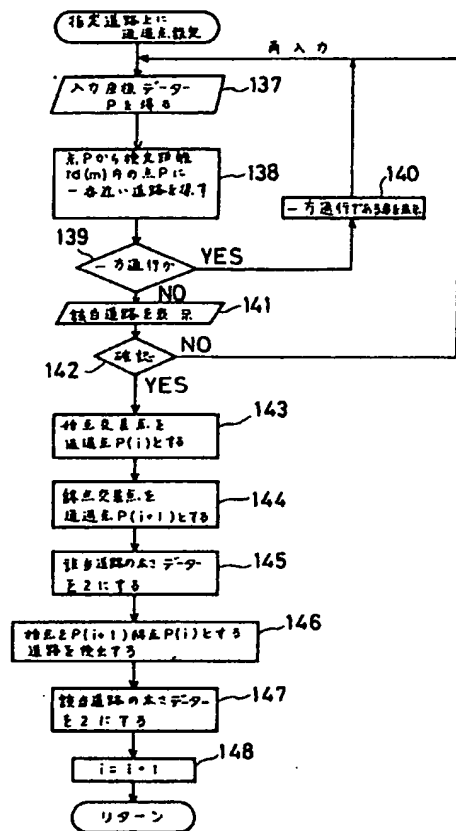 指定道路上に
通過点設定
再入力
入力座標データー
Pを得る
137
点Pから検定距離
rd(m)内の点Pに
一番近い道路を探す
138
140
一方通行である旨を表示
139
一方通行か
YES
NO
該当道路を表示
141
142
確認
NO
YES
始点交差点を
通過点P(i)とする
143
終点交差点を
通過点P(i+1)とする
144
該当道路の太さデーター
を2にする
145
始点をP(i+1)終点P(i)とする
道路を検出する
146
該当道路の太さデーター
を2にする
147
i=i+1
148
リターン